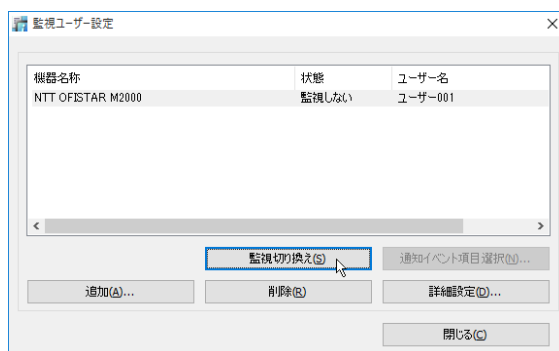 監視ユーザー設定
機器名称 状態 ユーザー名
NTT OFISTAR M2000 監視しない ユーザー001
監視切り換え(S) 通知イベント項目選択(N)...
追加(A)... 削除(R) 詳細設定(D)...
閉じる(C)